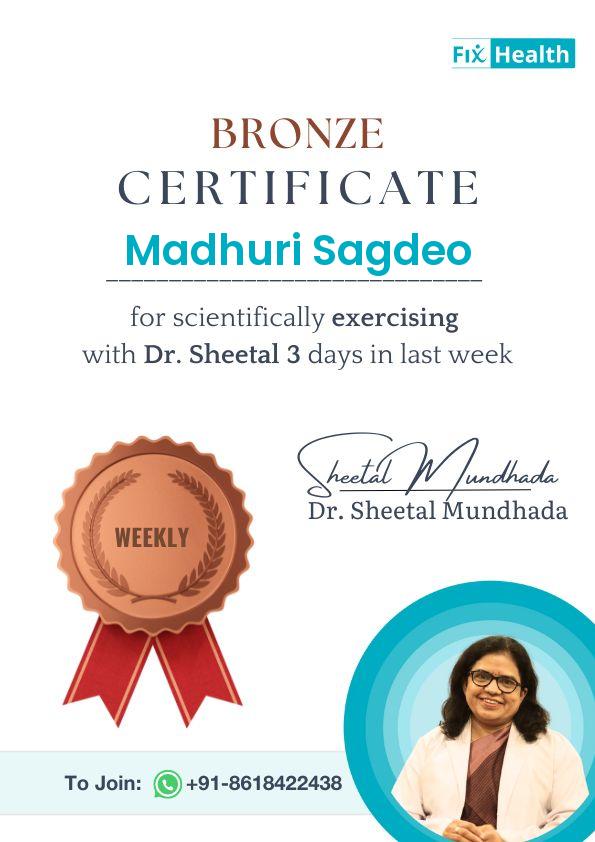 Fix Health
BRONZE
CERTIFICATE
Madhuri Sagdeo
for scientifically exercising
with Dr. Sheetal 3 days in last week
WEEKLY
Sheetal Mundhada
Dr. Sheetal Mundhada
To Join: +91-8618422438